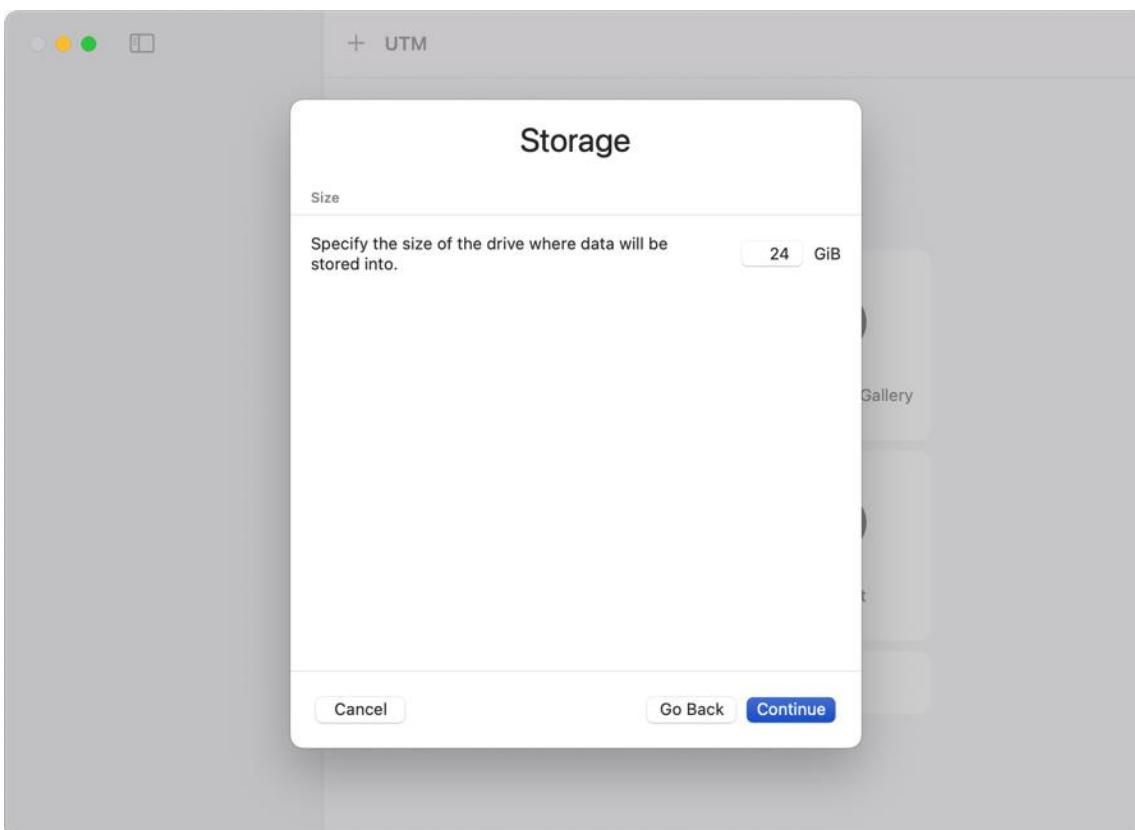 + UTM
Storage
Size
Specify the size of the drive where data will be
stored into.
24 GiB
Gallery
Cancel
Go Back
Continue